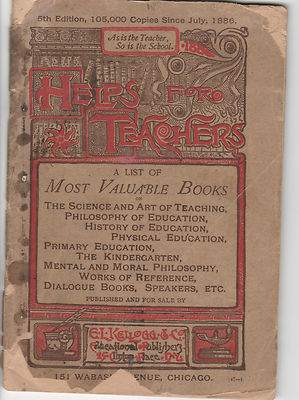 5th Edition, 105,000 Copies Since July, 1886.
As is the Teacher,
So is the School.
HELPS FOR
TEACHERS
A LIST OF
MOST VALUABLE BOOKS
ON
THE SCIENCE AND ART OF TEACHING,
PHILOSOPHY OF EDUCATION,
HISTORY OF EDUCATION,
PHYSICAL EDUCATION,
PRIMARY EDUCATION,
THE KINDERGARTEN,
MENTAL AND MORAL PHILOSOPHY,
WORKS OF REFERENCE,
DIALOGUE BOOKS, SPEAKERS, ETC.
PUBLISHED AND FOR SALE BY
E.L. KELLOGG & CO.
Educational Publishers
25 Clinton Place. N.Y.
151 WABASH AVENUE, CHICAGO.